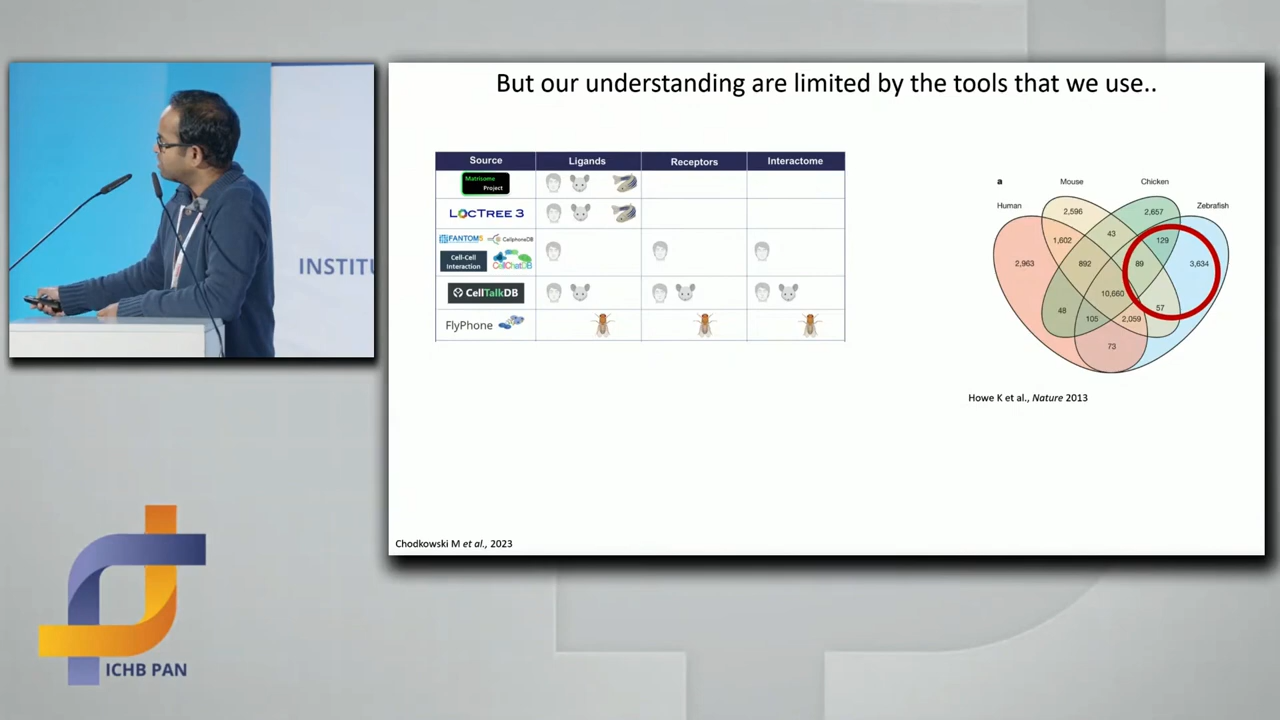 But our understanding are limited by the tools that we use..
Source Ligands Receptors Interactome
Matrisome
Project
LOCTREE 3
FANTOM5 CellphoneDB
Cell-Cell
Interaction
CellChatDB
CellTalkDB
FlyPhone
a
Mouse Chicken
Human Zebrafish
2,596 2,657
1,602 43 129
2,963 892 89 3,634
10,660
48 57
105 2,059
73
Howe K et al., Nature 2013
Chodkowski M et al., 2023
INSTITU
ICHB PAN